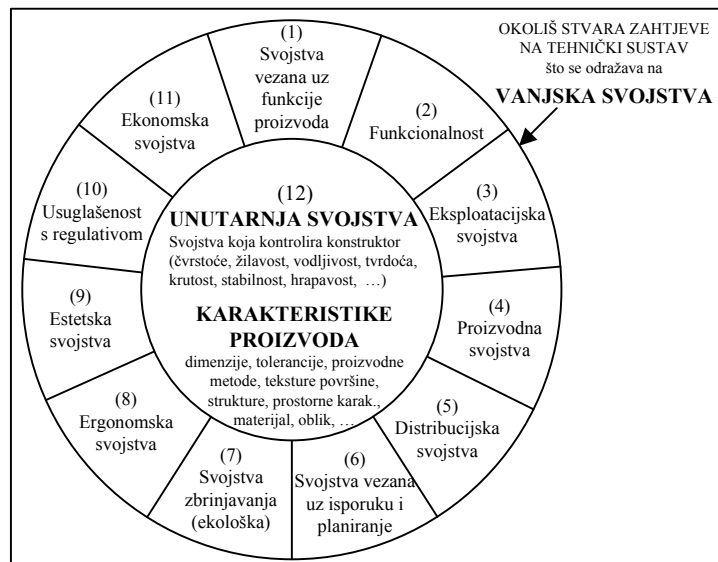 OKOLIŠ STVARA ZAHTJEVE
NA TEHNIČKI SUSTAV
što se odražava na
VANJSKA SVOJSTVA
(1)
Svojstva
vezana uz
funkcije
proizvoda
(2)
Funkcionalnost
(3)
Eksploatacijska
svojstva
(4)
Proizvodna
svojstva
(5)
Distribucijska
svojstva
(6)
Svojstva vezana
uz isporuku i
planiranje
(7)
Svojstva
zbrinjavanja
(ekološka)
(8)
Ergonomska
svojstva
(9)
Estetska
svojstva
(10)
Usuglašenost
s regulativom
(11)
Ekonomska
svojstva
(12)
UNUTARNJA SVOJSTVA
Svojstva koja kontrolira konstruktor
(čvrstoće, žilavost, vodljivost, tvrdoća,
krutost, stabilnost, hrapavost, …)
KARAKTERISTIKE
PROIZVODA
dimenzije, tolerancije, proizvodne
metode, teksture površine,
strukture, prostorne karak.,
materijal, oblik, …